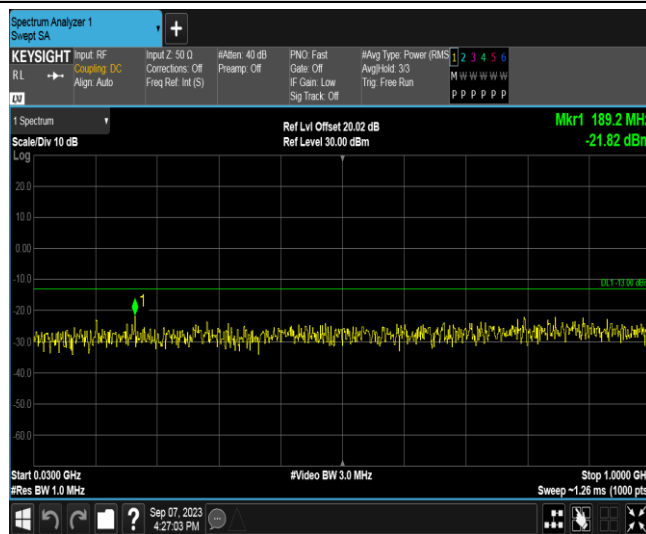 Spectrum Analyzer 1
Swept SA
+
KEYSIGHT
RL
LXI
Input: RF
Coupling: DC
Align: Auto
Input Z: 50 Ω
Corrections: Off
Freq Ref: Int (S)
#Atten: 40 dB
Preamp: Off
PNO: Fast
Gate: Off
IF Gain: Low
Sig Track: Off
#Avg Type: Power (RMS
Avg|Hold: 3/3
Trig: Free Run
1 2 3 4 5 6
M W W W W W
P P P P P P
1 Spectrum
Scale/Div 10 dB
Log
Ref Lvl Offset 20.02 dB
Ref Level 30.00 dBm
Mkr1 189.2 MHz
-21.82 dBm
20.0
10.0
0.00
-10.0
DL1 -13.00 dBm
1
-20.0
-30.0
-40.0
-50.0
-60.0
Start 0.0300 GHz
#Res BW 1.0 MHz
#Video BW 3.0 MHz
Stop 1.0000 GH
Sweep ~1.26 ms (1000 pts
?
Sep 07, 2023
4:27:03 PM